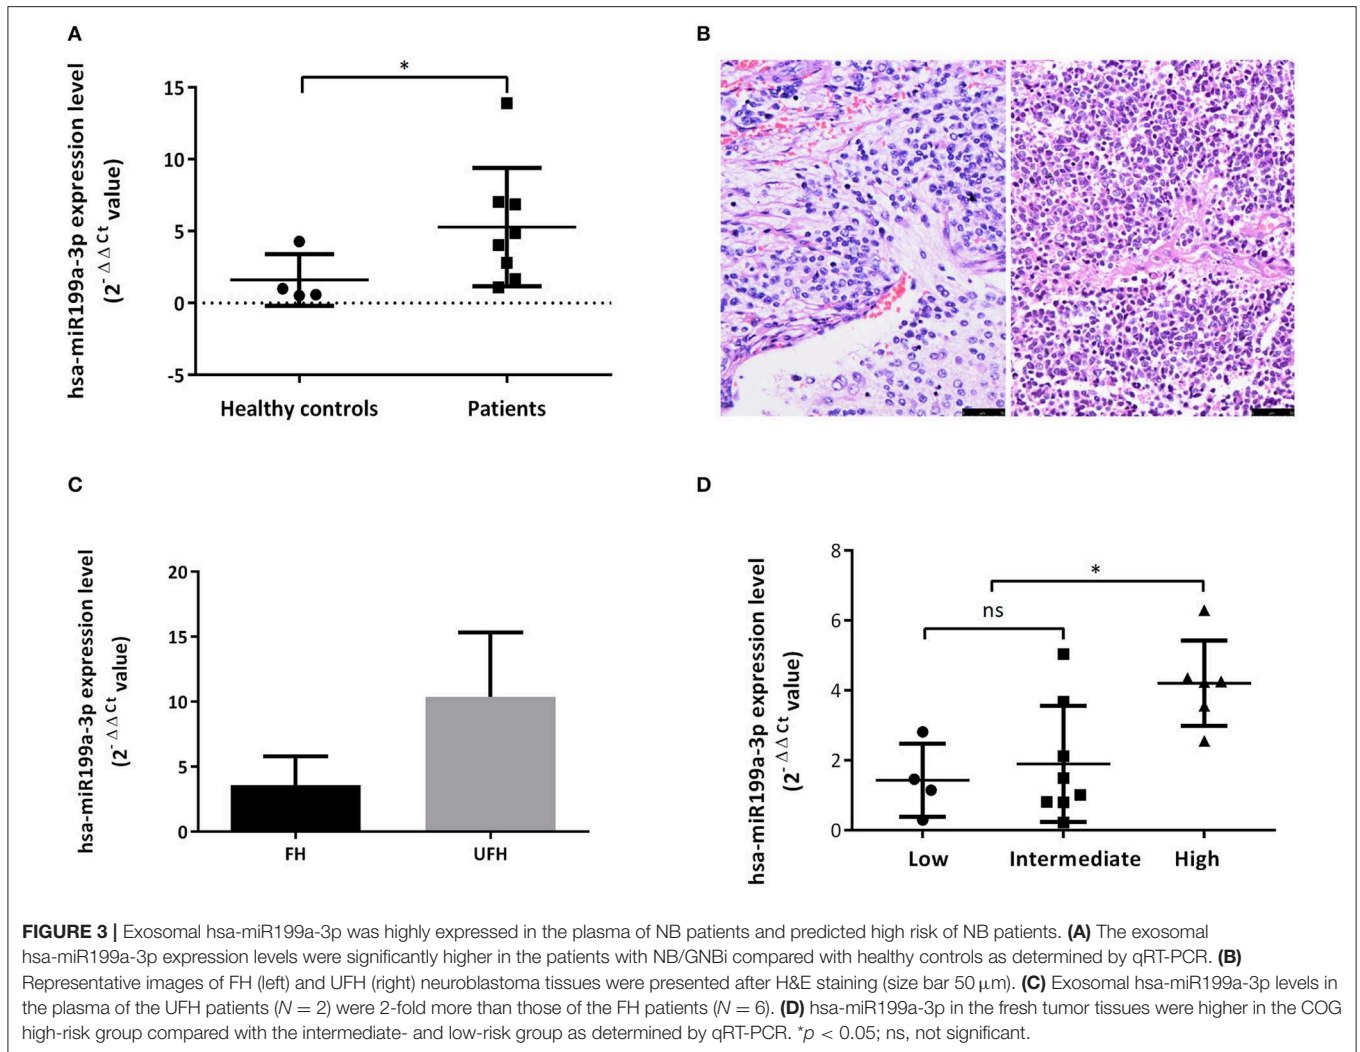 A
hsa-miR199a-3p expression level
(2^-ΔΔCt value)
*
15
10
5
0
-5
Healthy controls
Patients
B
C
hsa-miR199a-3p expression level
(2^-ΔΔCt value)
20
15
10
5
0
FH
UFH
D
hsa-miR199a-3p expression level
(2^-ΔΔCt value)
8
6
4
2
0
ns
*
Low
Intermediate
High
FIGURE 3 | Exosomal hsa-miR199a-3p was highly expressed in the plasma of NB patients and predicted high risk of NB patients. (A) The exosomal
hsa-miR199a-3p expression levels were significantly higher in the patients with NB/GNBi compared with healthy controls as determined by qRT-PCR. (B)
Representative images of FH (left) and UFH (right) neuroblastoma tissues were presented after H&E staining (size bar 50 μm). (C) Exosomal hsa-miR199a-3p levels in
the plasma of the UFH patients (N = 2) were 2-fold more than those of the FH patients (N = 6). (D) hsa-miR199a-3p in the fresh tumor tissues were higher in the COG
high-risk group compared with the intermediate- and low-risk group as determined by qRT-PCR. *p < 0.05; ns, not significant.